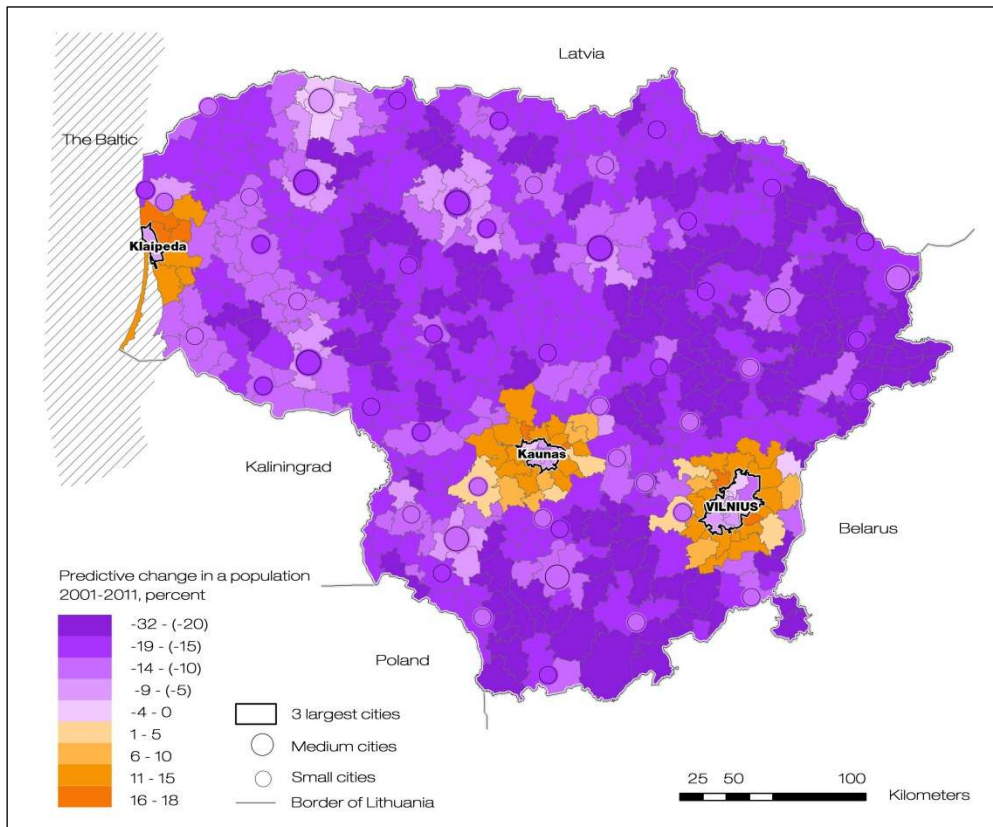 Latvia
The Baltic
Klaipeda
Kaunas
VILNIUS
Kaliningrad
Belarus
Poland
Predictive change in a population
2001-2011, percent
-32 - (-20)
-19 - (-15)
-14 - (-10)
-9 - (-5)
-4 - 0
1 - 5
6 - 10
11 - 15
16 - 18
3 largest cities
Medium cities
Small cities
Border of Lithuania
25 50 100
Kilometers